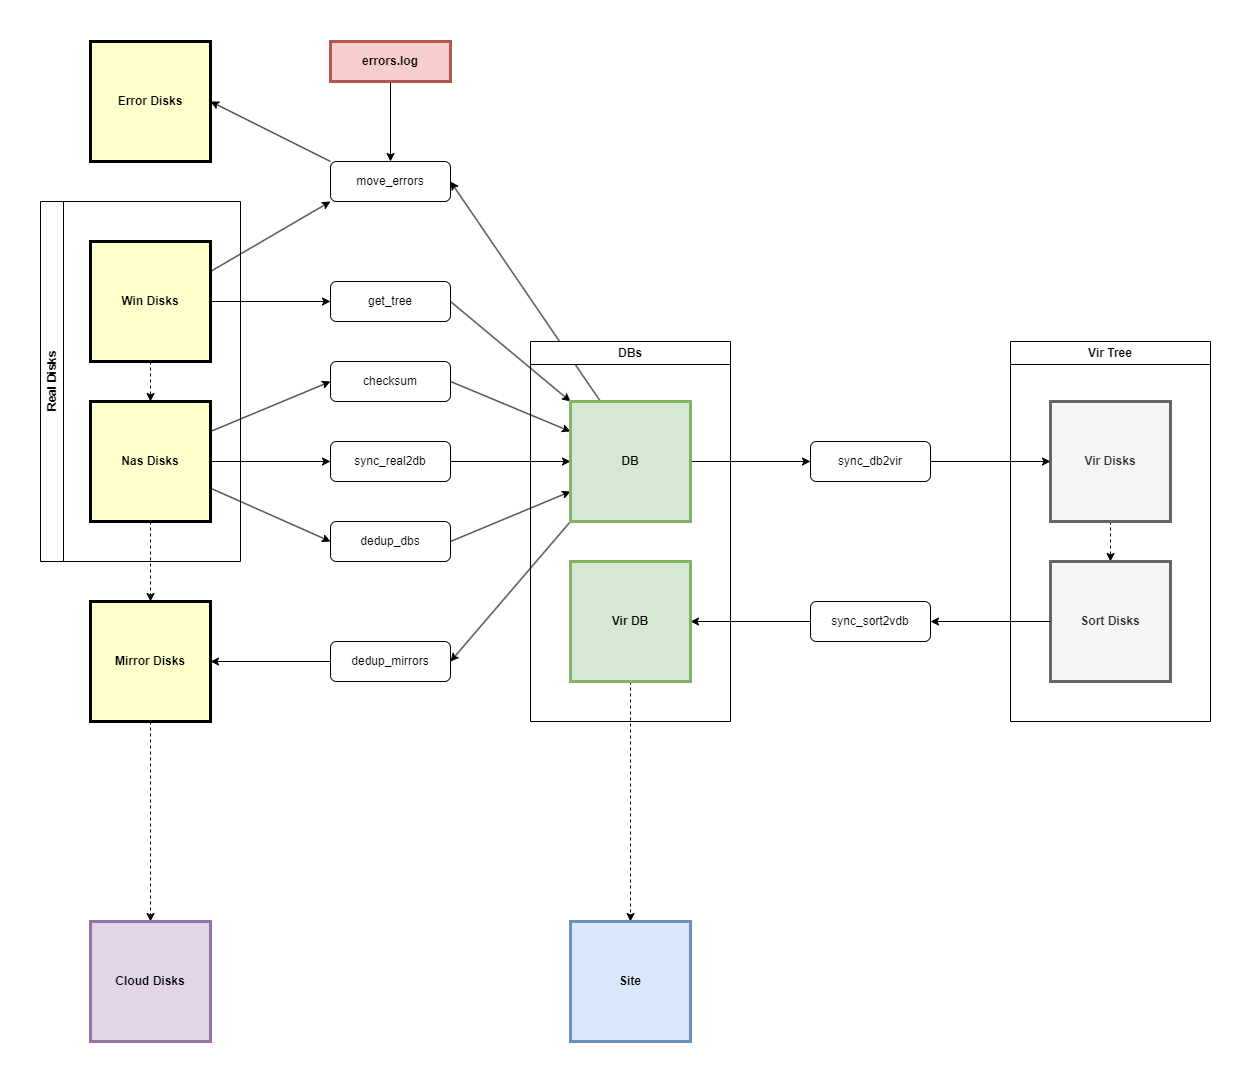 errors.log
Error Disks
move_errors
Real Disks
Win Disks
get_tree
DBs
Vir Tree
checksum
Nas Disks
sync_real2db
DB
sync_db2vir
Vir Disks
dedup_dbs
Vir DB
sync_sort2vdb
Sort Disks
Mirror Disks
dedup_mirrors
Cloud Disks
Site